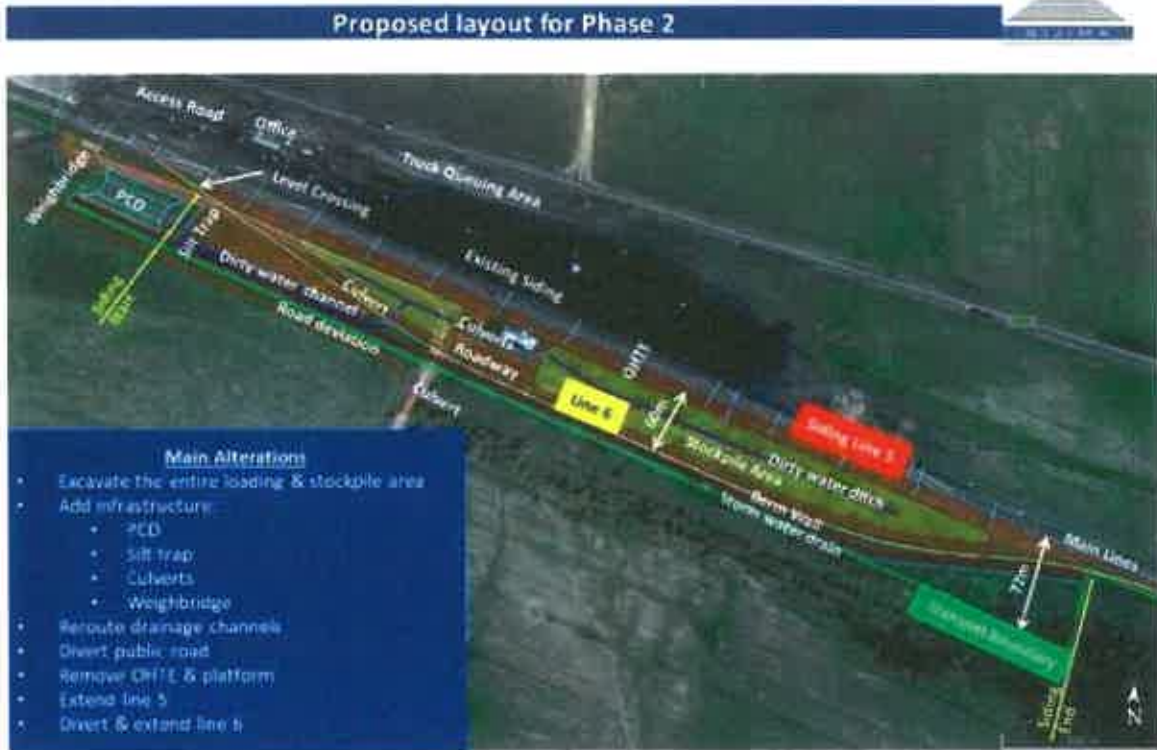 Proposed layout for Phase 2
Access Road
Office
Truck Queuing Area
Weighbridge
PCD
Level Crossing
Silt Trap
Existing Siding
Dirty water channel
Culvert
Culverts
Road deviation
Roadway
OHTE
Culvert
Line 6
60m
Siding Line 5
Stockpile Area
Dirty water ditch
Berm Wall
Storm water drain
Main Lines
72m
Transnet Boundary
Siding
End
N
Main Alterations
• Excavate the entire loading & stockpile area
• Add infrastructure
• PCD
• Silt trap
• Culverts
• Weighbridge
• Reroute drainage channels
• Divert public road
• Remove OHTE & platform
• Extend line 5
• Divert & extend line 6